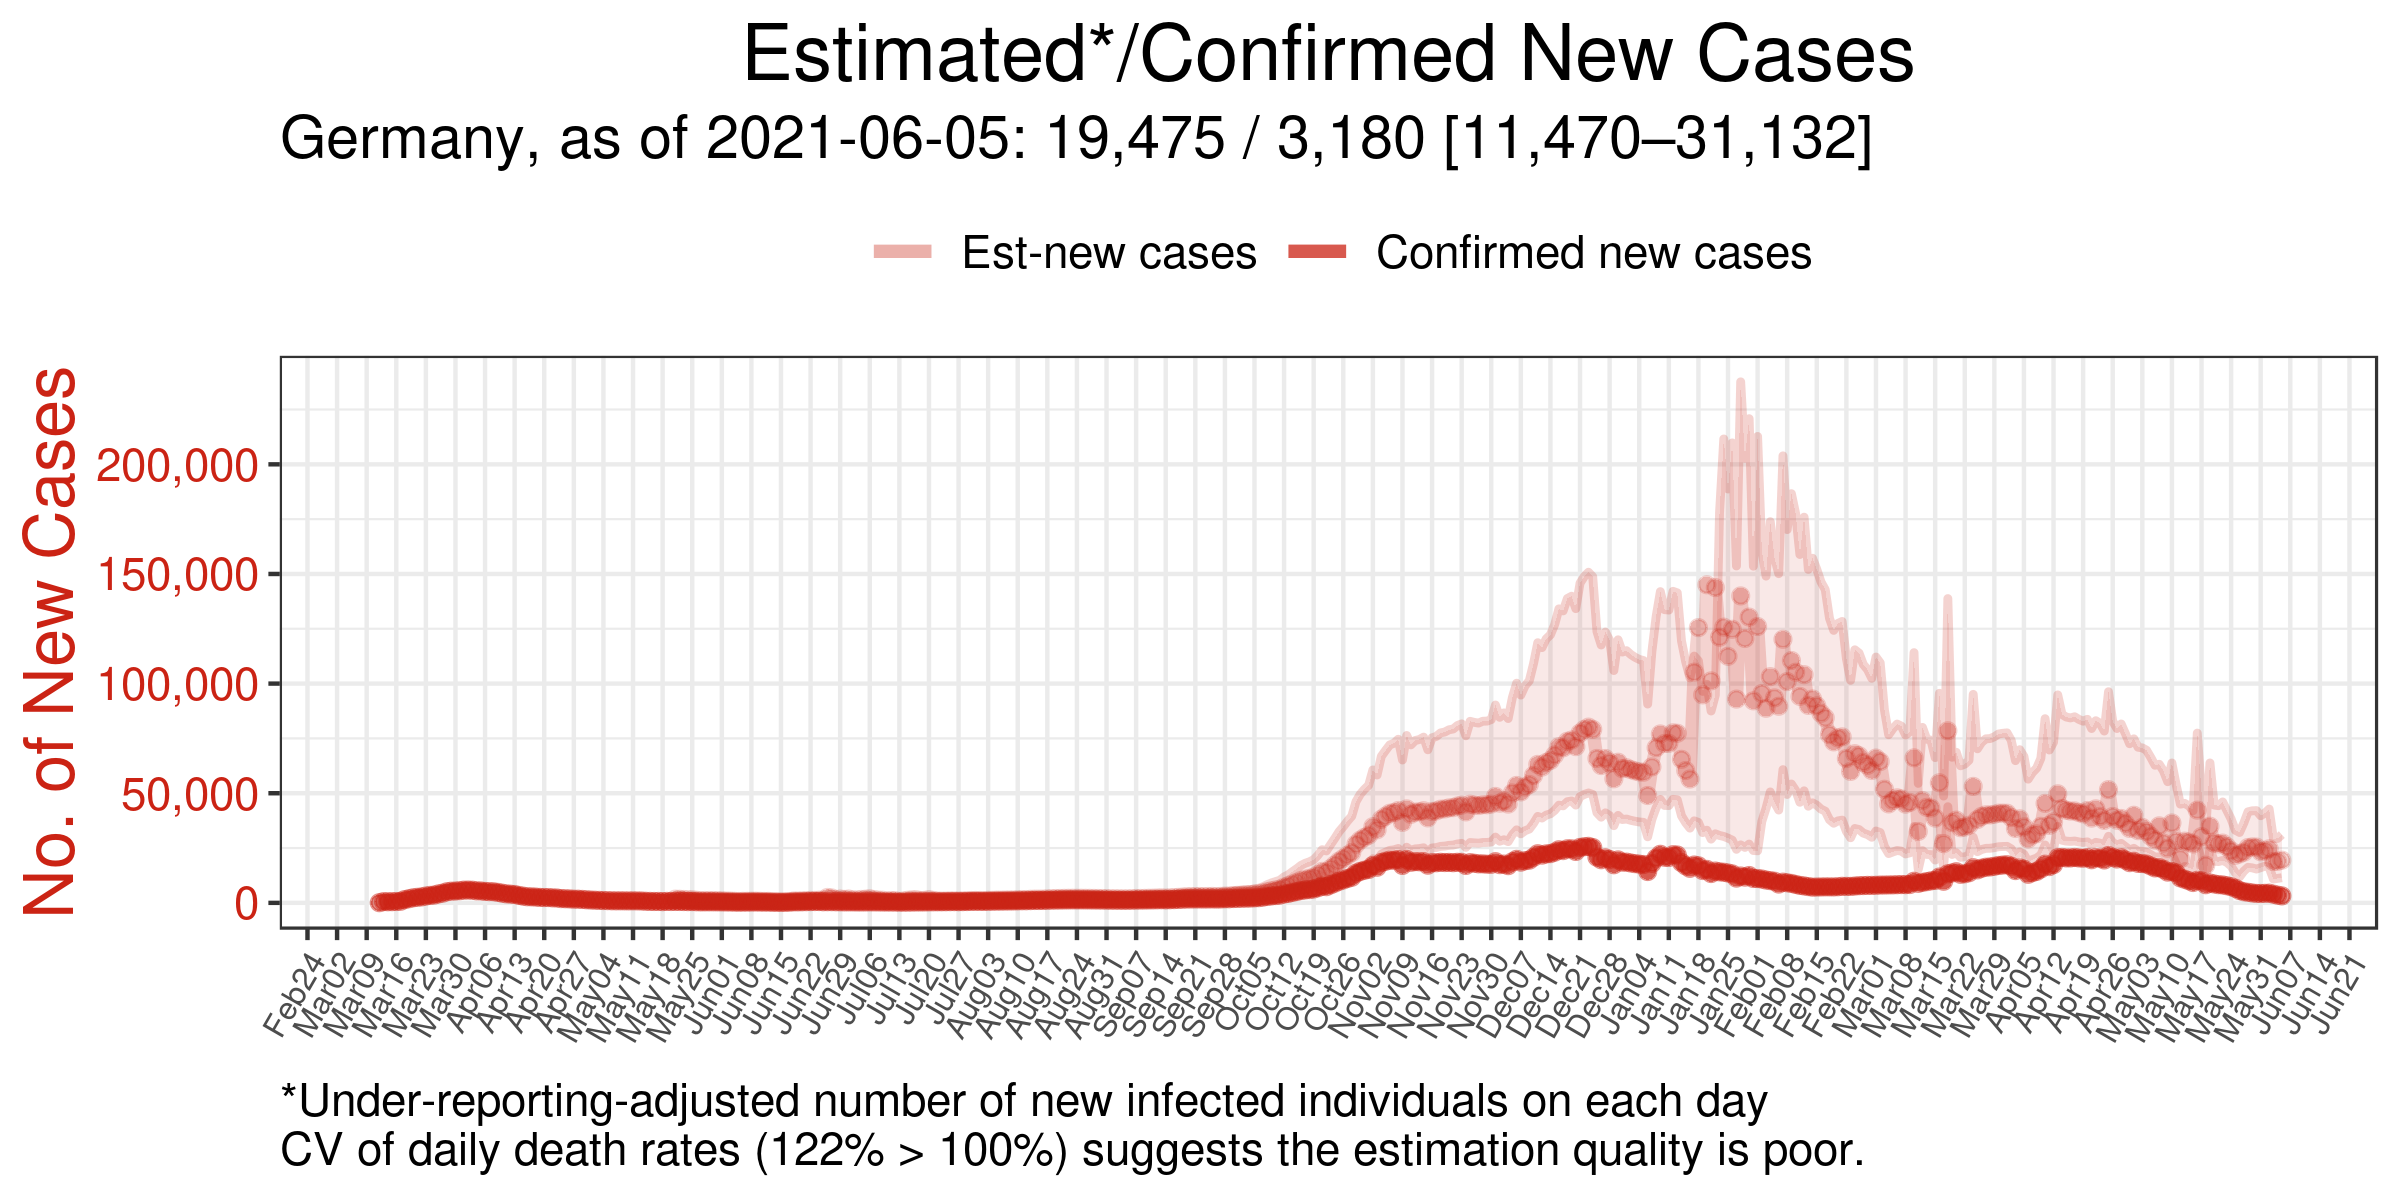 Estimated*/Confirmed New Cases
Germany, as of 2021-06-05: 19,475 / 3,180 [11,470–31,132]
Est-new cases Confirmed new cases
No. of New Cases
200,000
150,000
100,000
50,000
0
Feb24 Mar02 Mar09 Mar16 Mar23 Mar30 Apr06 Apr13 Apr20 Apr27 May04 May11 May18 May25 Jun01 Jun08 Jun15 Jun22 Jun29 Jul06 Jul13 Jul20 Jul27 Aug03 Aug10 Aug17 Aug24 Aug31 Sep07 Sep14 Sep21 Sep28 Oct05 Oct12 Oct19 Oct26 Nov02 Nov09 Nov16 Nov23 Nov30 Dec07 Dec14 Dec21 Dec28 Jan04 Jan11 Jan18 Jan25 Feb01 Feb08 Feb15 Feb22 Mar01 Mar08 Mar15 Mar22 Mar29 Apr05 Apr12 Apr19 Apr26 May03 May10 May17 May24 May31 Jun07 Jun14 Jun21
*Under-reporting-adjusted number of new infected individuals on each day
CV of daily death rates (122% > 100%) suggests the estimation quality is poor.